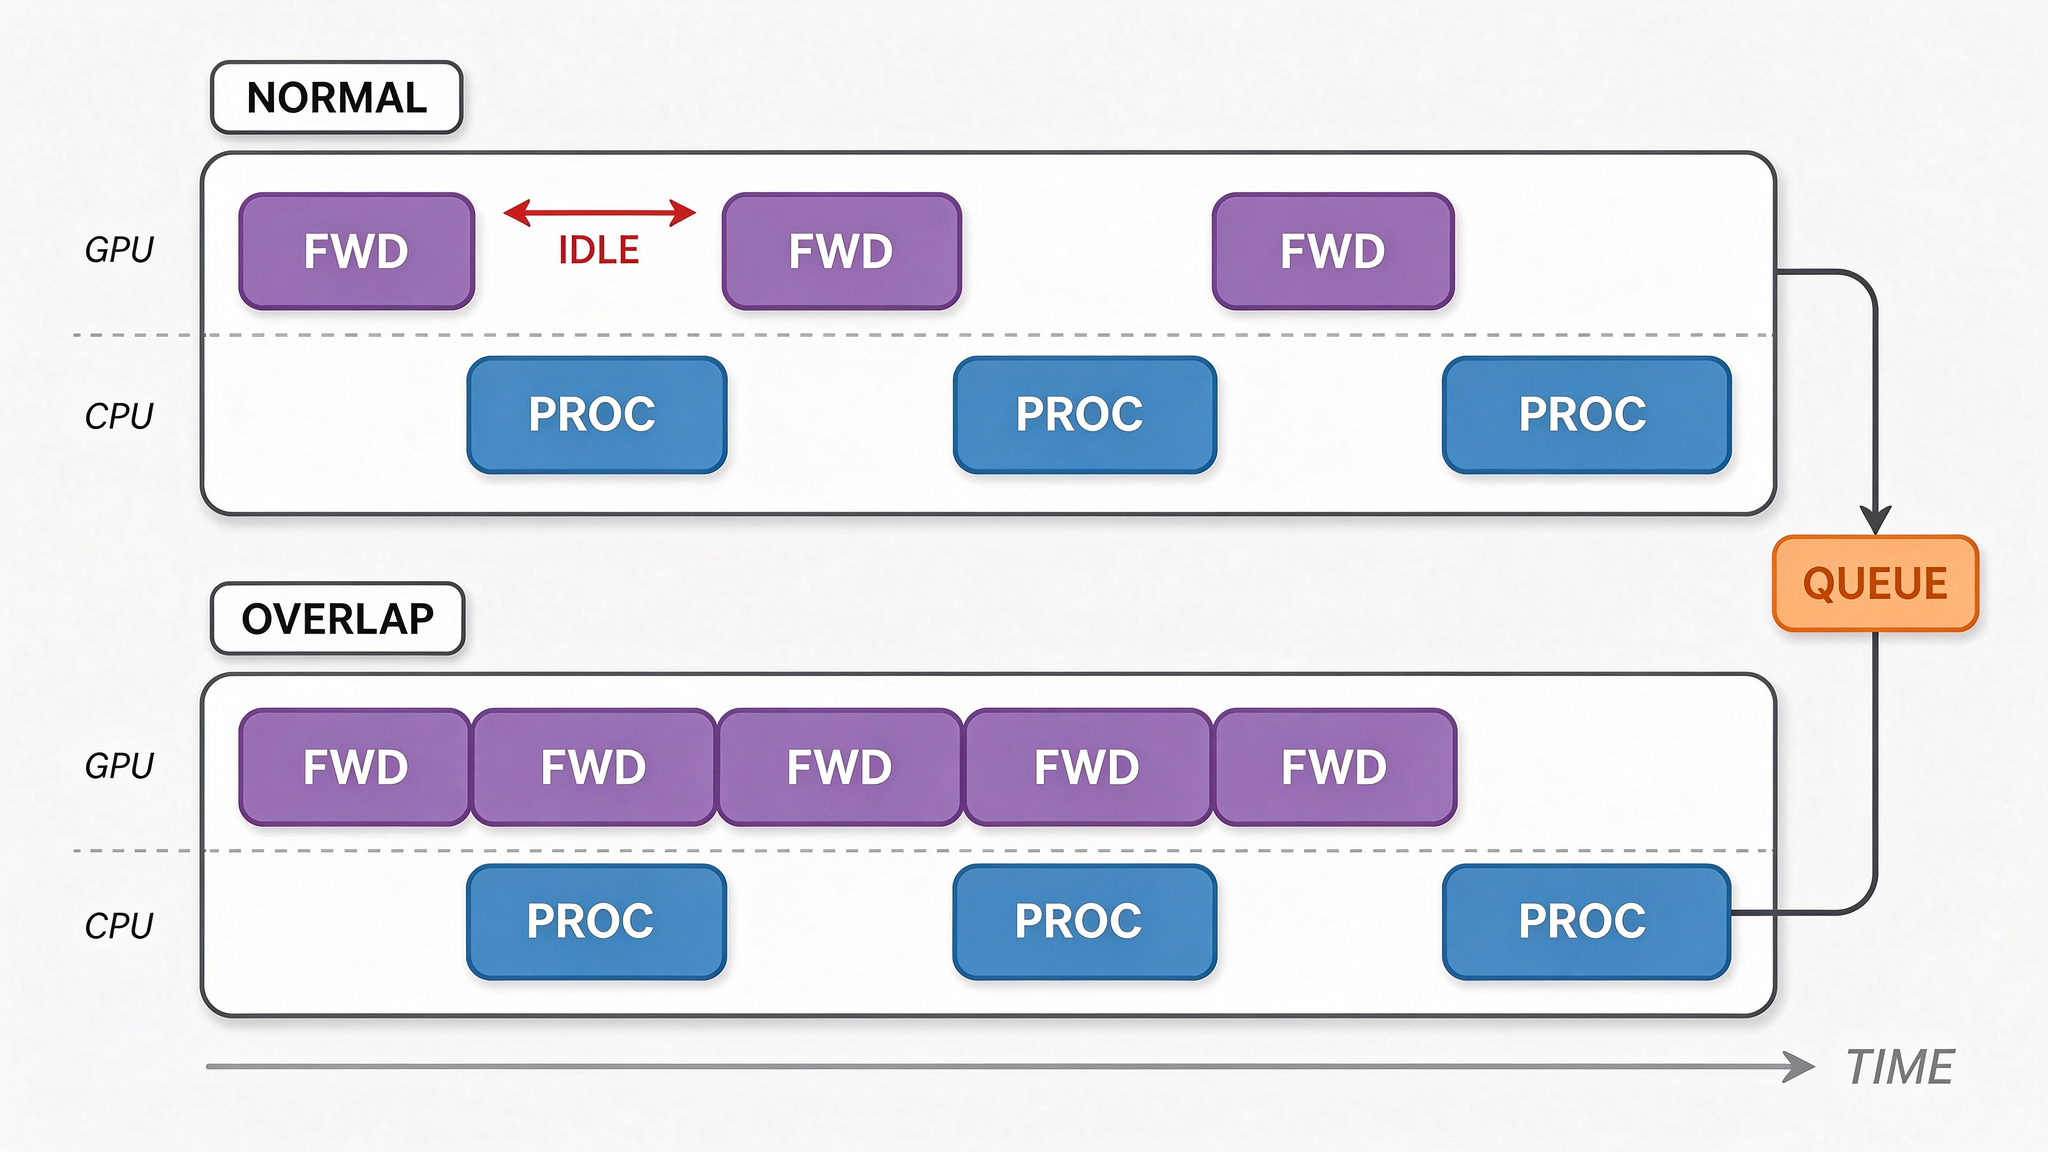 NORMAL
GPU
FWD
IDLE
FWD
FWD
CPU
PROC
PROC
PROC
QUEUE
OVERLAP
GPU
FWD
FWD
FWD
FWD
FWD
CPU
PROC
PROC
PROC
TIME